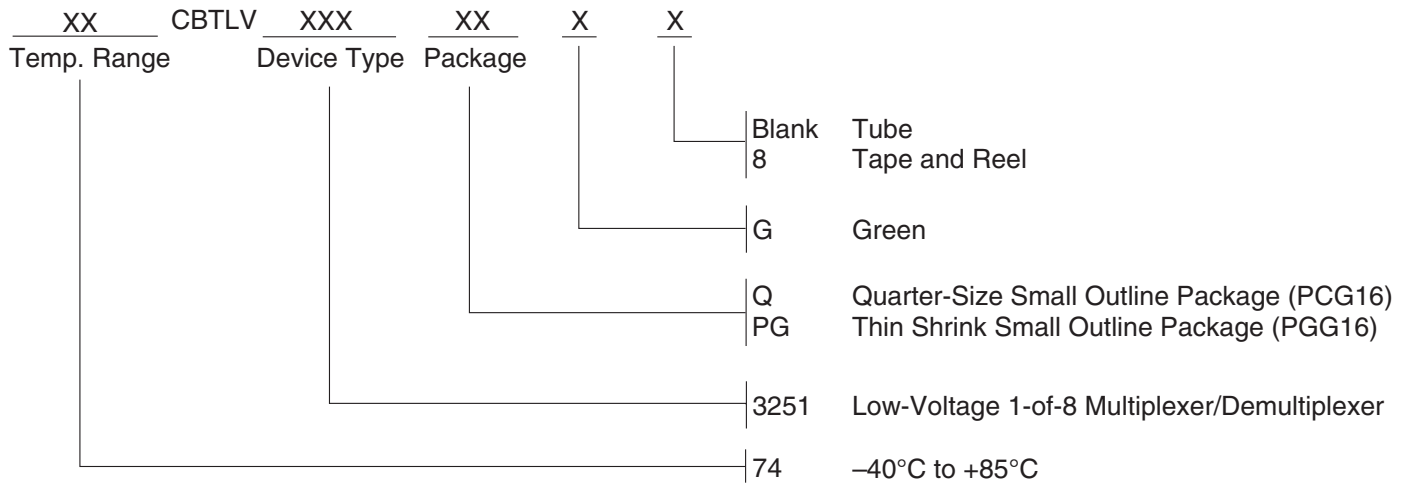 XX CBTLV XXX XX X X
Temp. Range Device Type Package
Blank Tube
8 Tape and Reel
G Green
Q Quarter-Size Small Outline Package (PCG16)
PG Thin Shrink Small Outline Package (PGG16)
3251 Low-Voltage 1-of-8 Multiplexer/Demultiplexer
74 –40°C to +85°C